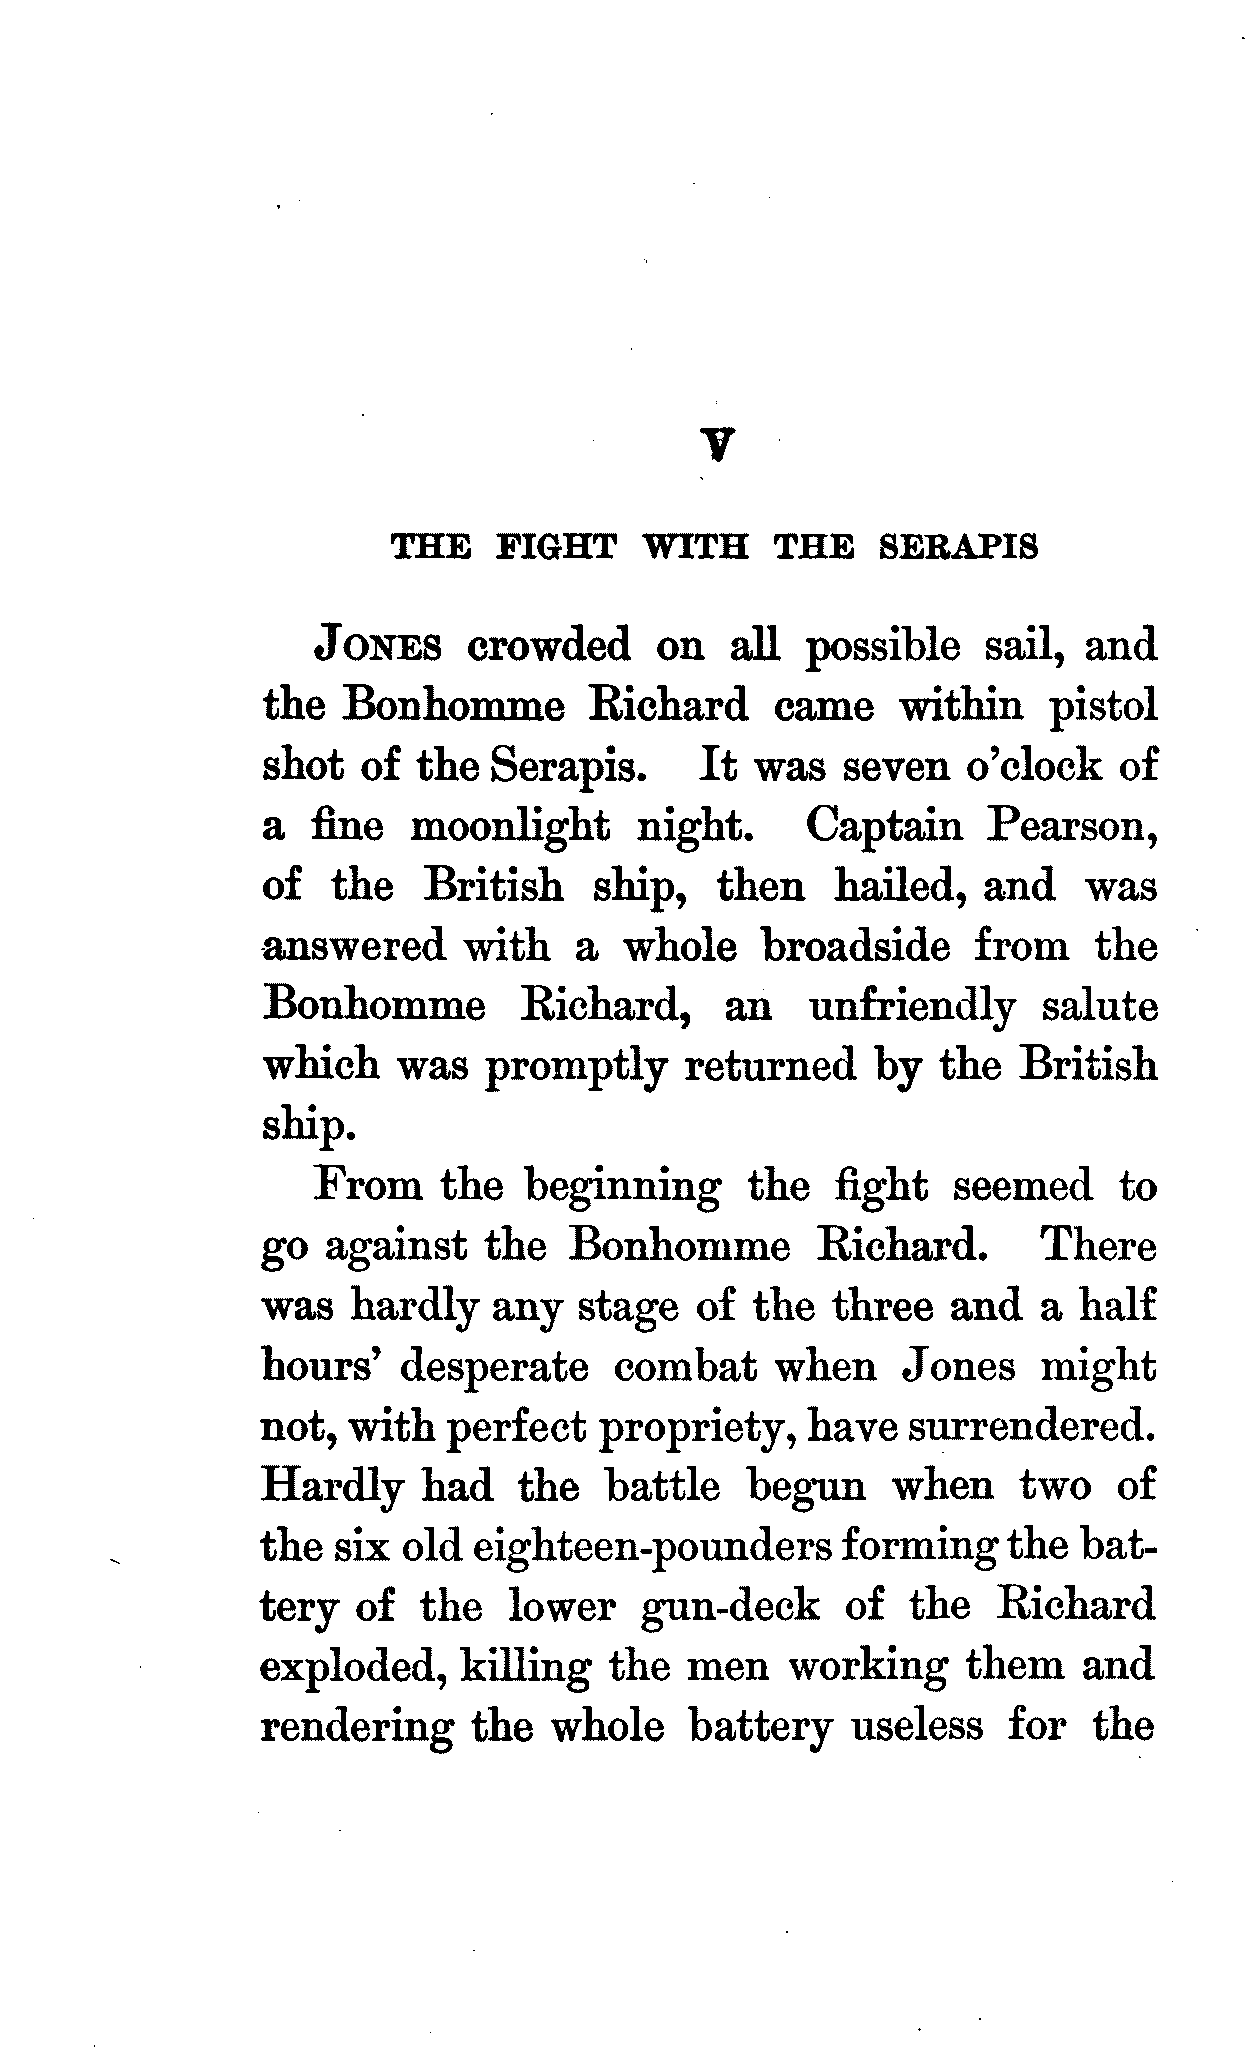 V
THE FIGHT WITH THE SERAPIS
JONES crowded on all possible sail, and
the Bonhomme Richard came within pistol
shot of the Serapis. It was seven o'clock of
a fine moonlight night. Captain Pearson,
of the British ship, then hailed, and was
answered with a whole broadside from the
Bonhomme Richard, an unfriendly salute
which was promptly returned by the British
ship.
From the beginning the fight seemed to
go against the Bonhomme Richard. There
was hardly any stage of the three and a half
hours' desperate combat when Jones might
not, with perfect propriety, have surrendered.
Hardly had the battle begun when two of
the six old eighteen-pounders forming the bat-
tery of the lower gun-deck of the Richard
exploded, killing the men working them and
rendering the whole battery useless for the